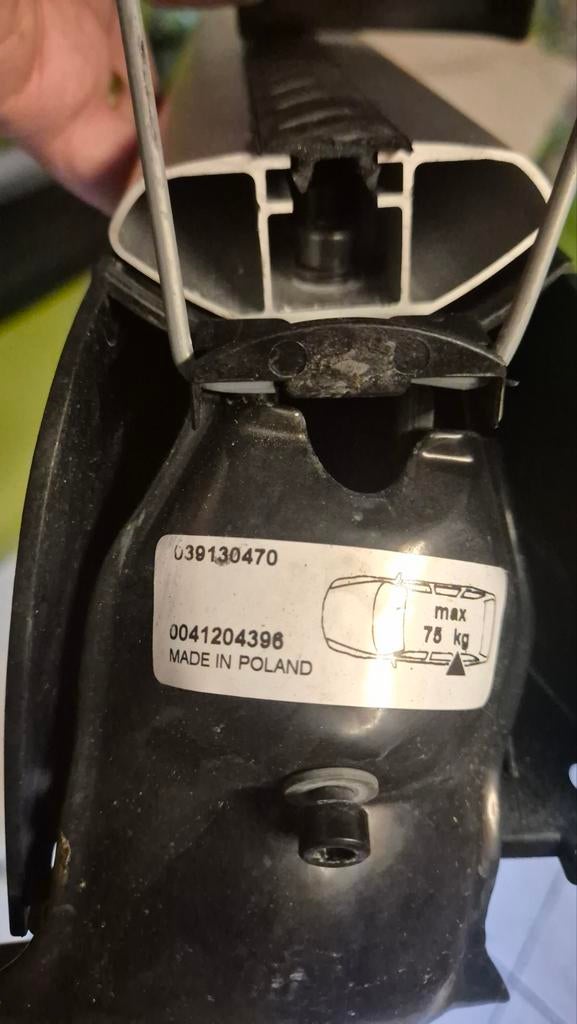 039130470
0041204396
MADE IN POLAND
max
75 kg